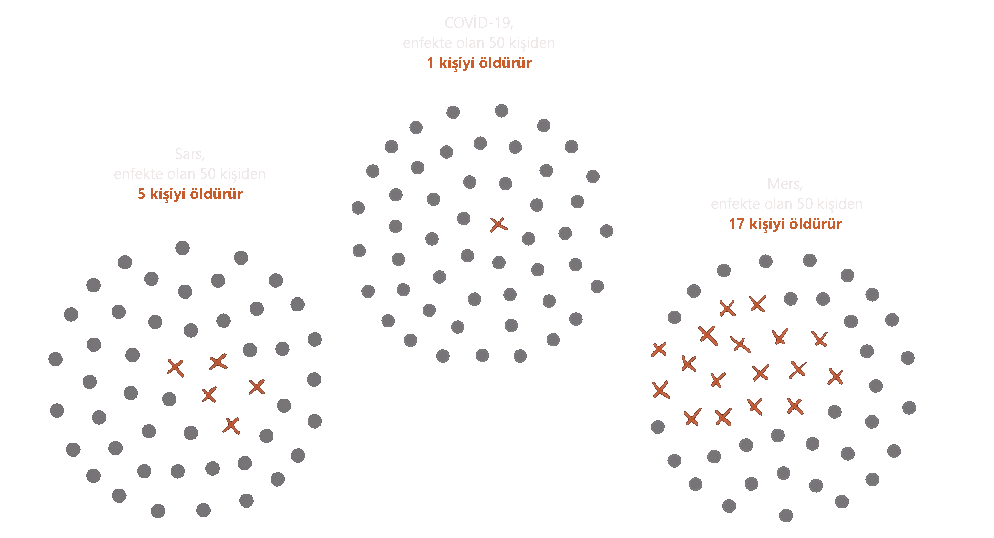 COVİD-19,
enfekte olan 50 kişiden
1 kişiyi öldürür
Sars,
enfekte olan 50 kişiden
5 kişiyi öldürür
Mers,
enfekte olan 50 kişiden
17 kişiyi öldürür